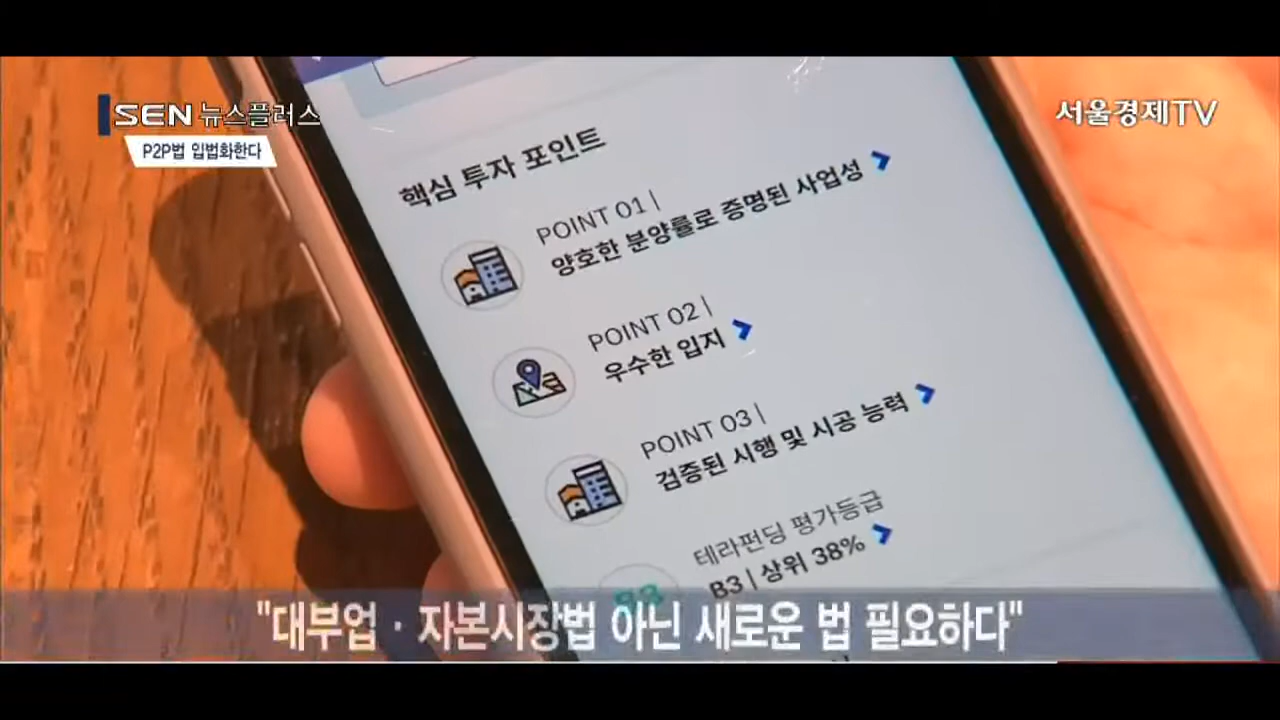 SEN 뉴스플러스
P2P법 입법화한다
서울경제TV
핵심 투자 포인트
POINT 01 |
양호한 분양률로 증명된 사업성
POINT 02 |
우수한 입지
POINT 03 |
검증된 시행 및 시공 능력
테라펀딩 평가등급
B3 | 상위 38%
B3
"대부업·자본시장법 아닌 새로운 법 필요하다"